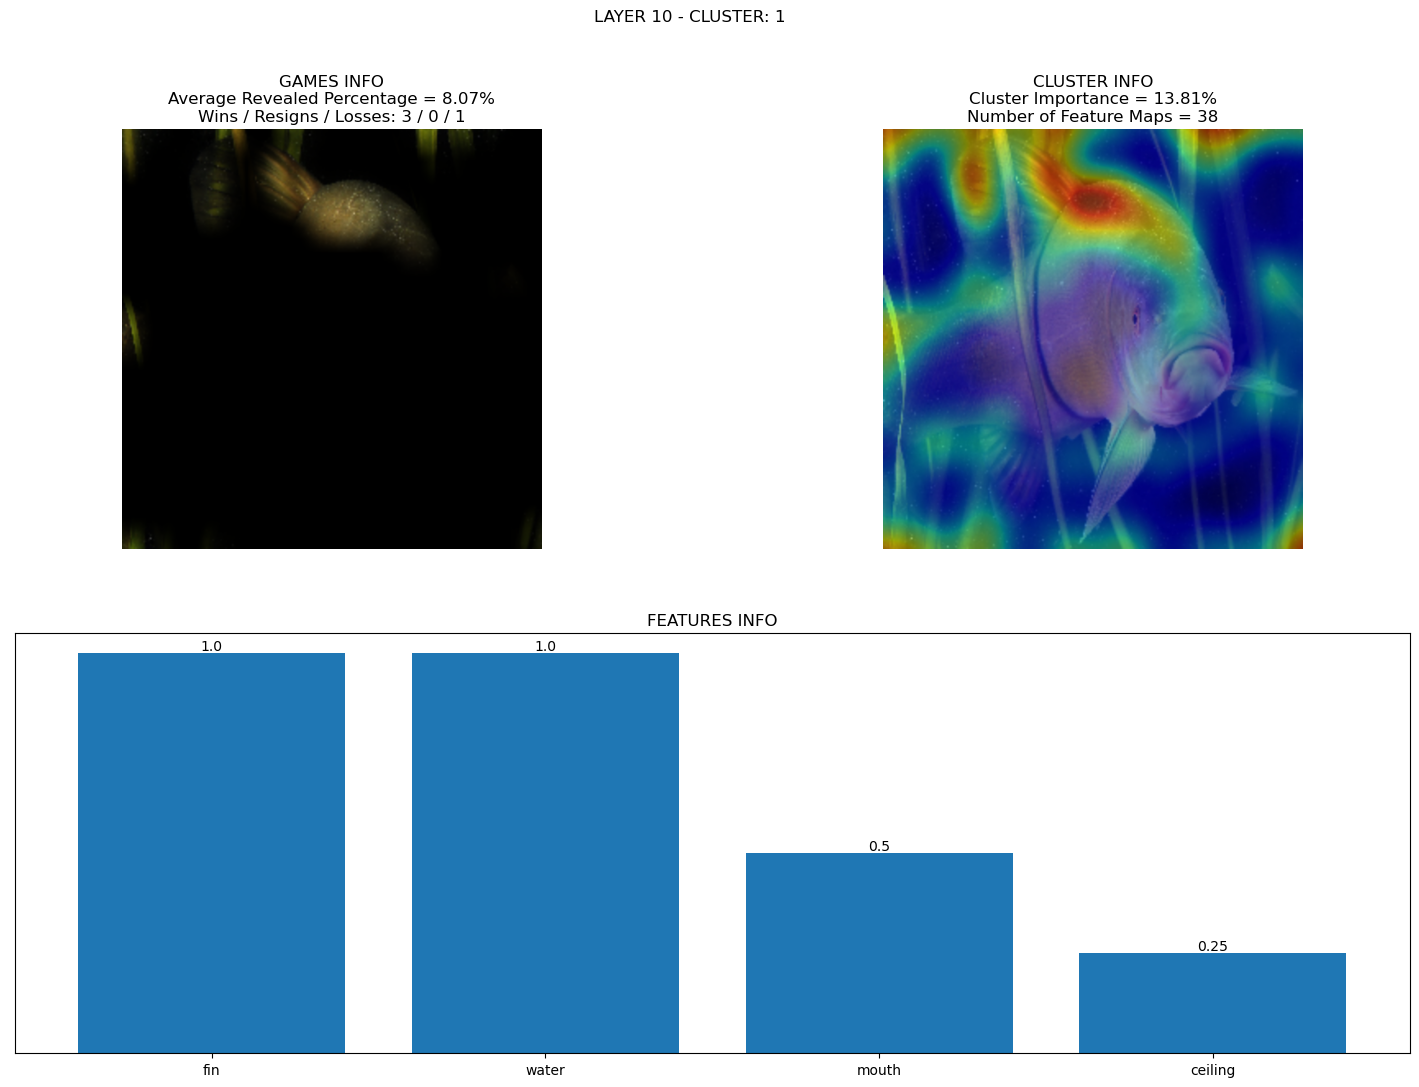 LAYER 10 - CLUSTER: 1
GAMES INFO
Average Revealed Percentage = 8.07%
Wins / Resigns / Losses: 3 / 0 / 1
CLUSTER INFO
Cluster Importance = 13.81%
Number of Feature Maps = 38
FEATURES INFO
1.0
1.0
0.5
0.25
fin
water
mouth
ceiling